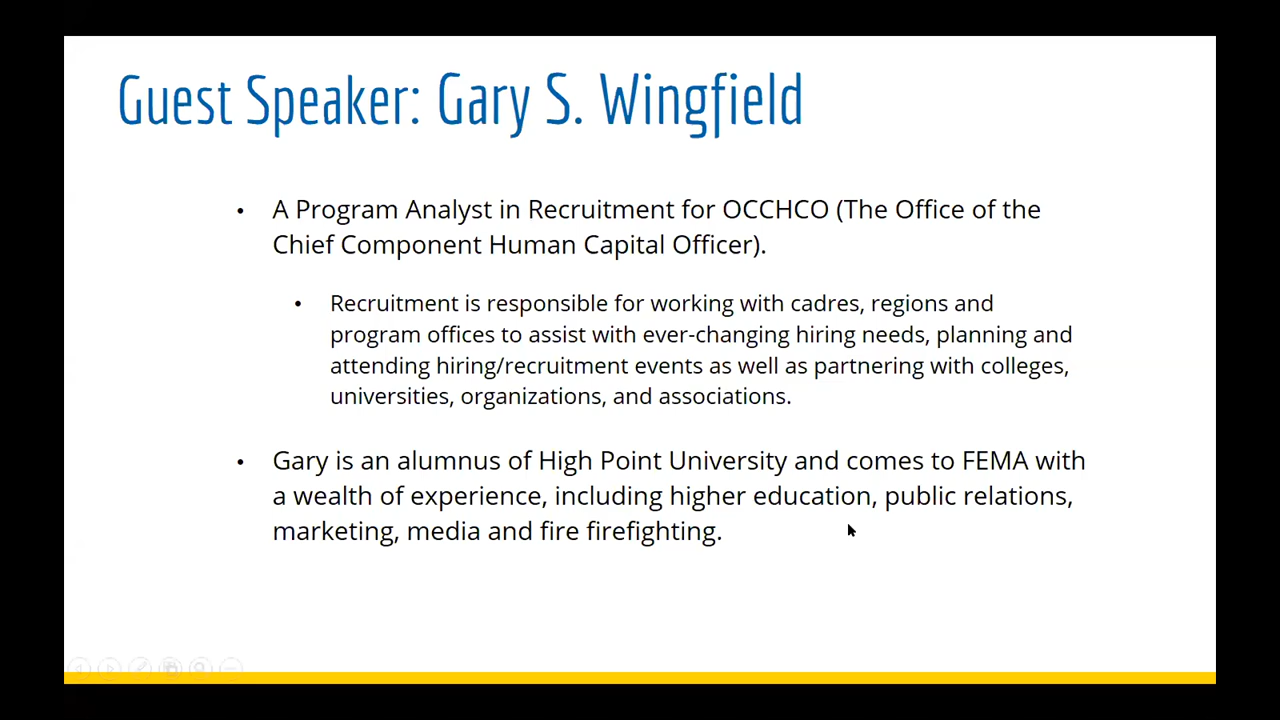 Guest Speaker: Gary S. Wingfield
• A Program Analyst in Recruitment for OCCHCO (The Office of the
Chief Component Human Capital Officer).
• Recruitment is responsible for working with cadres, regions and
program offices to assist with ever-changing hiring needs, planning and
attending hiring/recruitment events as well as partnering with colleges,
universities, organizations, and associations.
• Gary is an alumnus of High Point University and comes to FEMA with
a wealth of experience, including higher education, public relations,
marketing, media and fire firefighting.